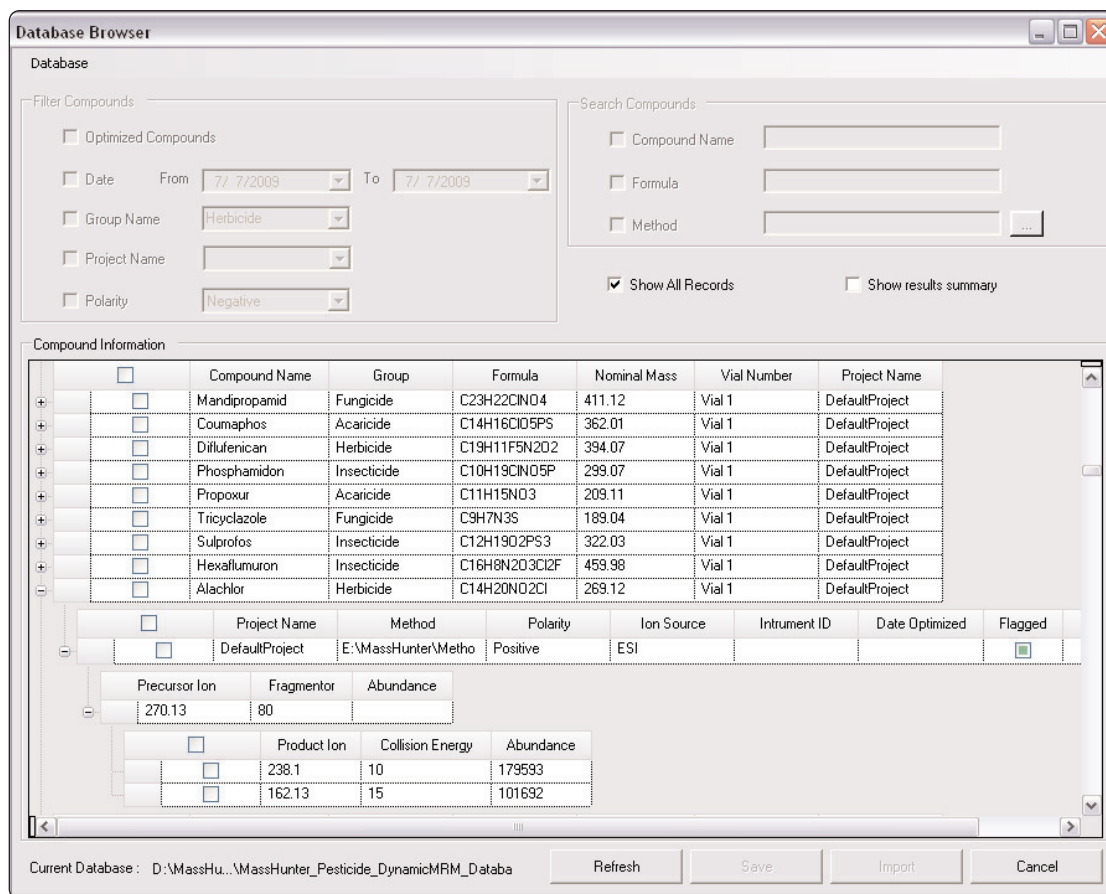 Database Browser
Database
Filter Compounds
Optimized Compounds
Date From 7/ 7/2009 To 7/ 7/2009
Group Name Herbicide
Project Name
Polarity Negative
Search Compounds
Compound Name
Formula
Method ...
Show All Records Show results summary
Compound Information
Compound Name Group Formula Nominal Mass Vial Number Project Name
Mandipropamid Fungicide C23H22ClNO4 411.12 Vial 1 DefaultProject
Coumaphos Acaricide C14H16ClO5PS 362.01 Vial 1 DefaultProject
Diflufenican Herbicide C19H11F5N2O2 394.07 Vial 1 DefaultProject
Phosphamidon Insecticide C10H19ClNO5P 299.07 Vial 1 DefaultProject
Propoxur Acaricide C11H15NO3 209.11 Vial 1 DefaultProject
Tricyclazole Fungicide C9H7N3S 189.04 Vial 1 DefaultProject
Sulprofos Insecticide C12H19O2PS3 322.03 Vial 1 DefaultProject
Hexaflumuron Insecticide C16H8N2O3Cl2F 459.98 Vial 1 DefaultProject
Alachlor Herbicide C14H20NO2Cl 269.12 Vial 1 DefaultProject
Project Name Method Polarity Ion Source Intrument ID Date Optimized Flagged
DefaultProject E:\MassHunter\Metho Positive ESI
Precursor Ion Fragmentor Abundance
270.13 80
Product Ion Collision Energy Abundance
238.1 10 179593
162.13 15 101692
Current Database : D:\MassHu...\MassHunter_Pesticide_DynamicMRM_Databa Refresh Save Import Cancel